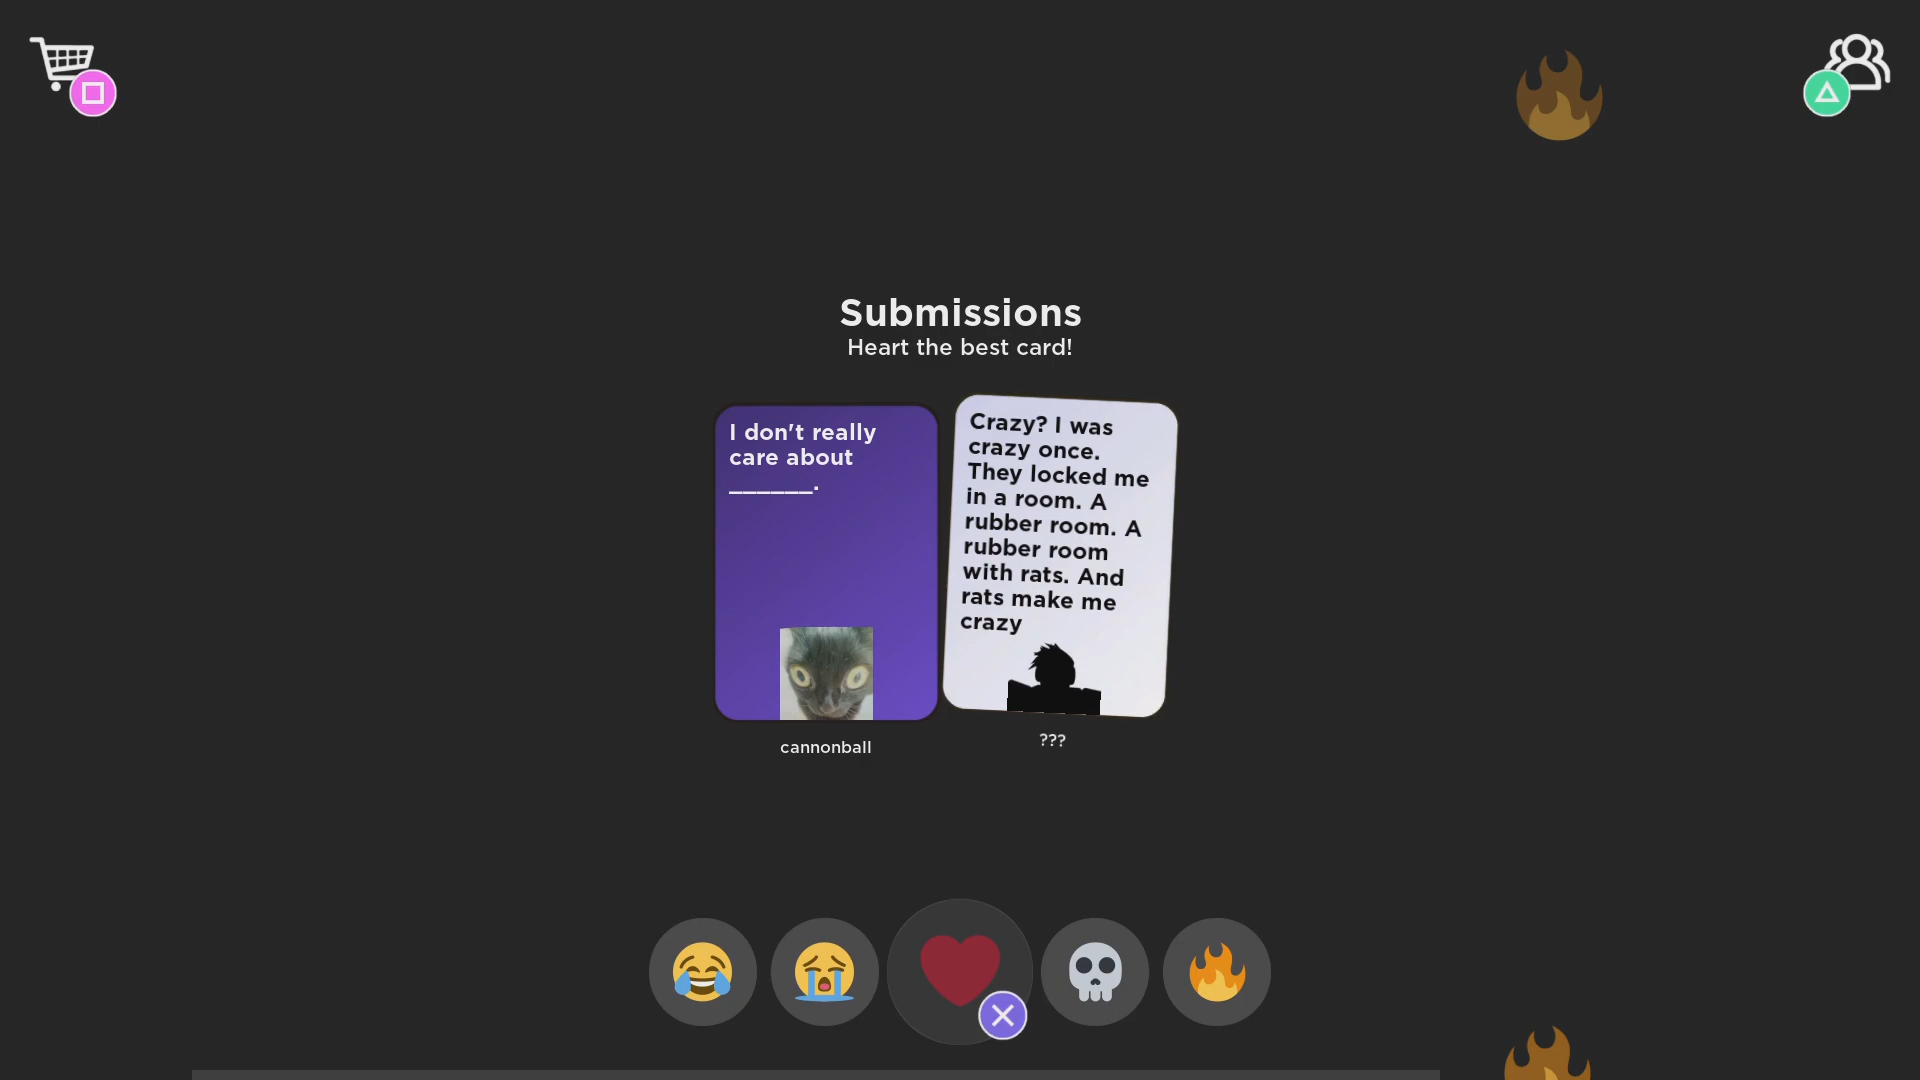 Submissions
Heart the best card!
I don't really
care about
______.
cannonball
Crazy? I was
crazy once.
They locked me
in a room. A
rubber room. A
rubber room
with rats. And
rats make me
crazy
???